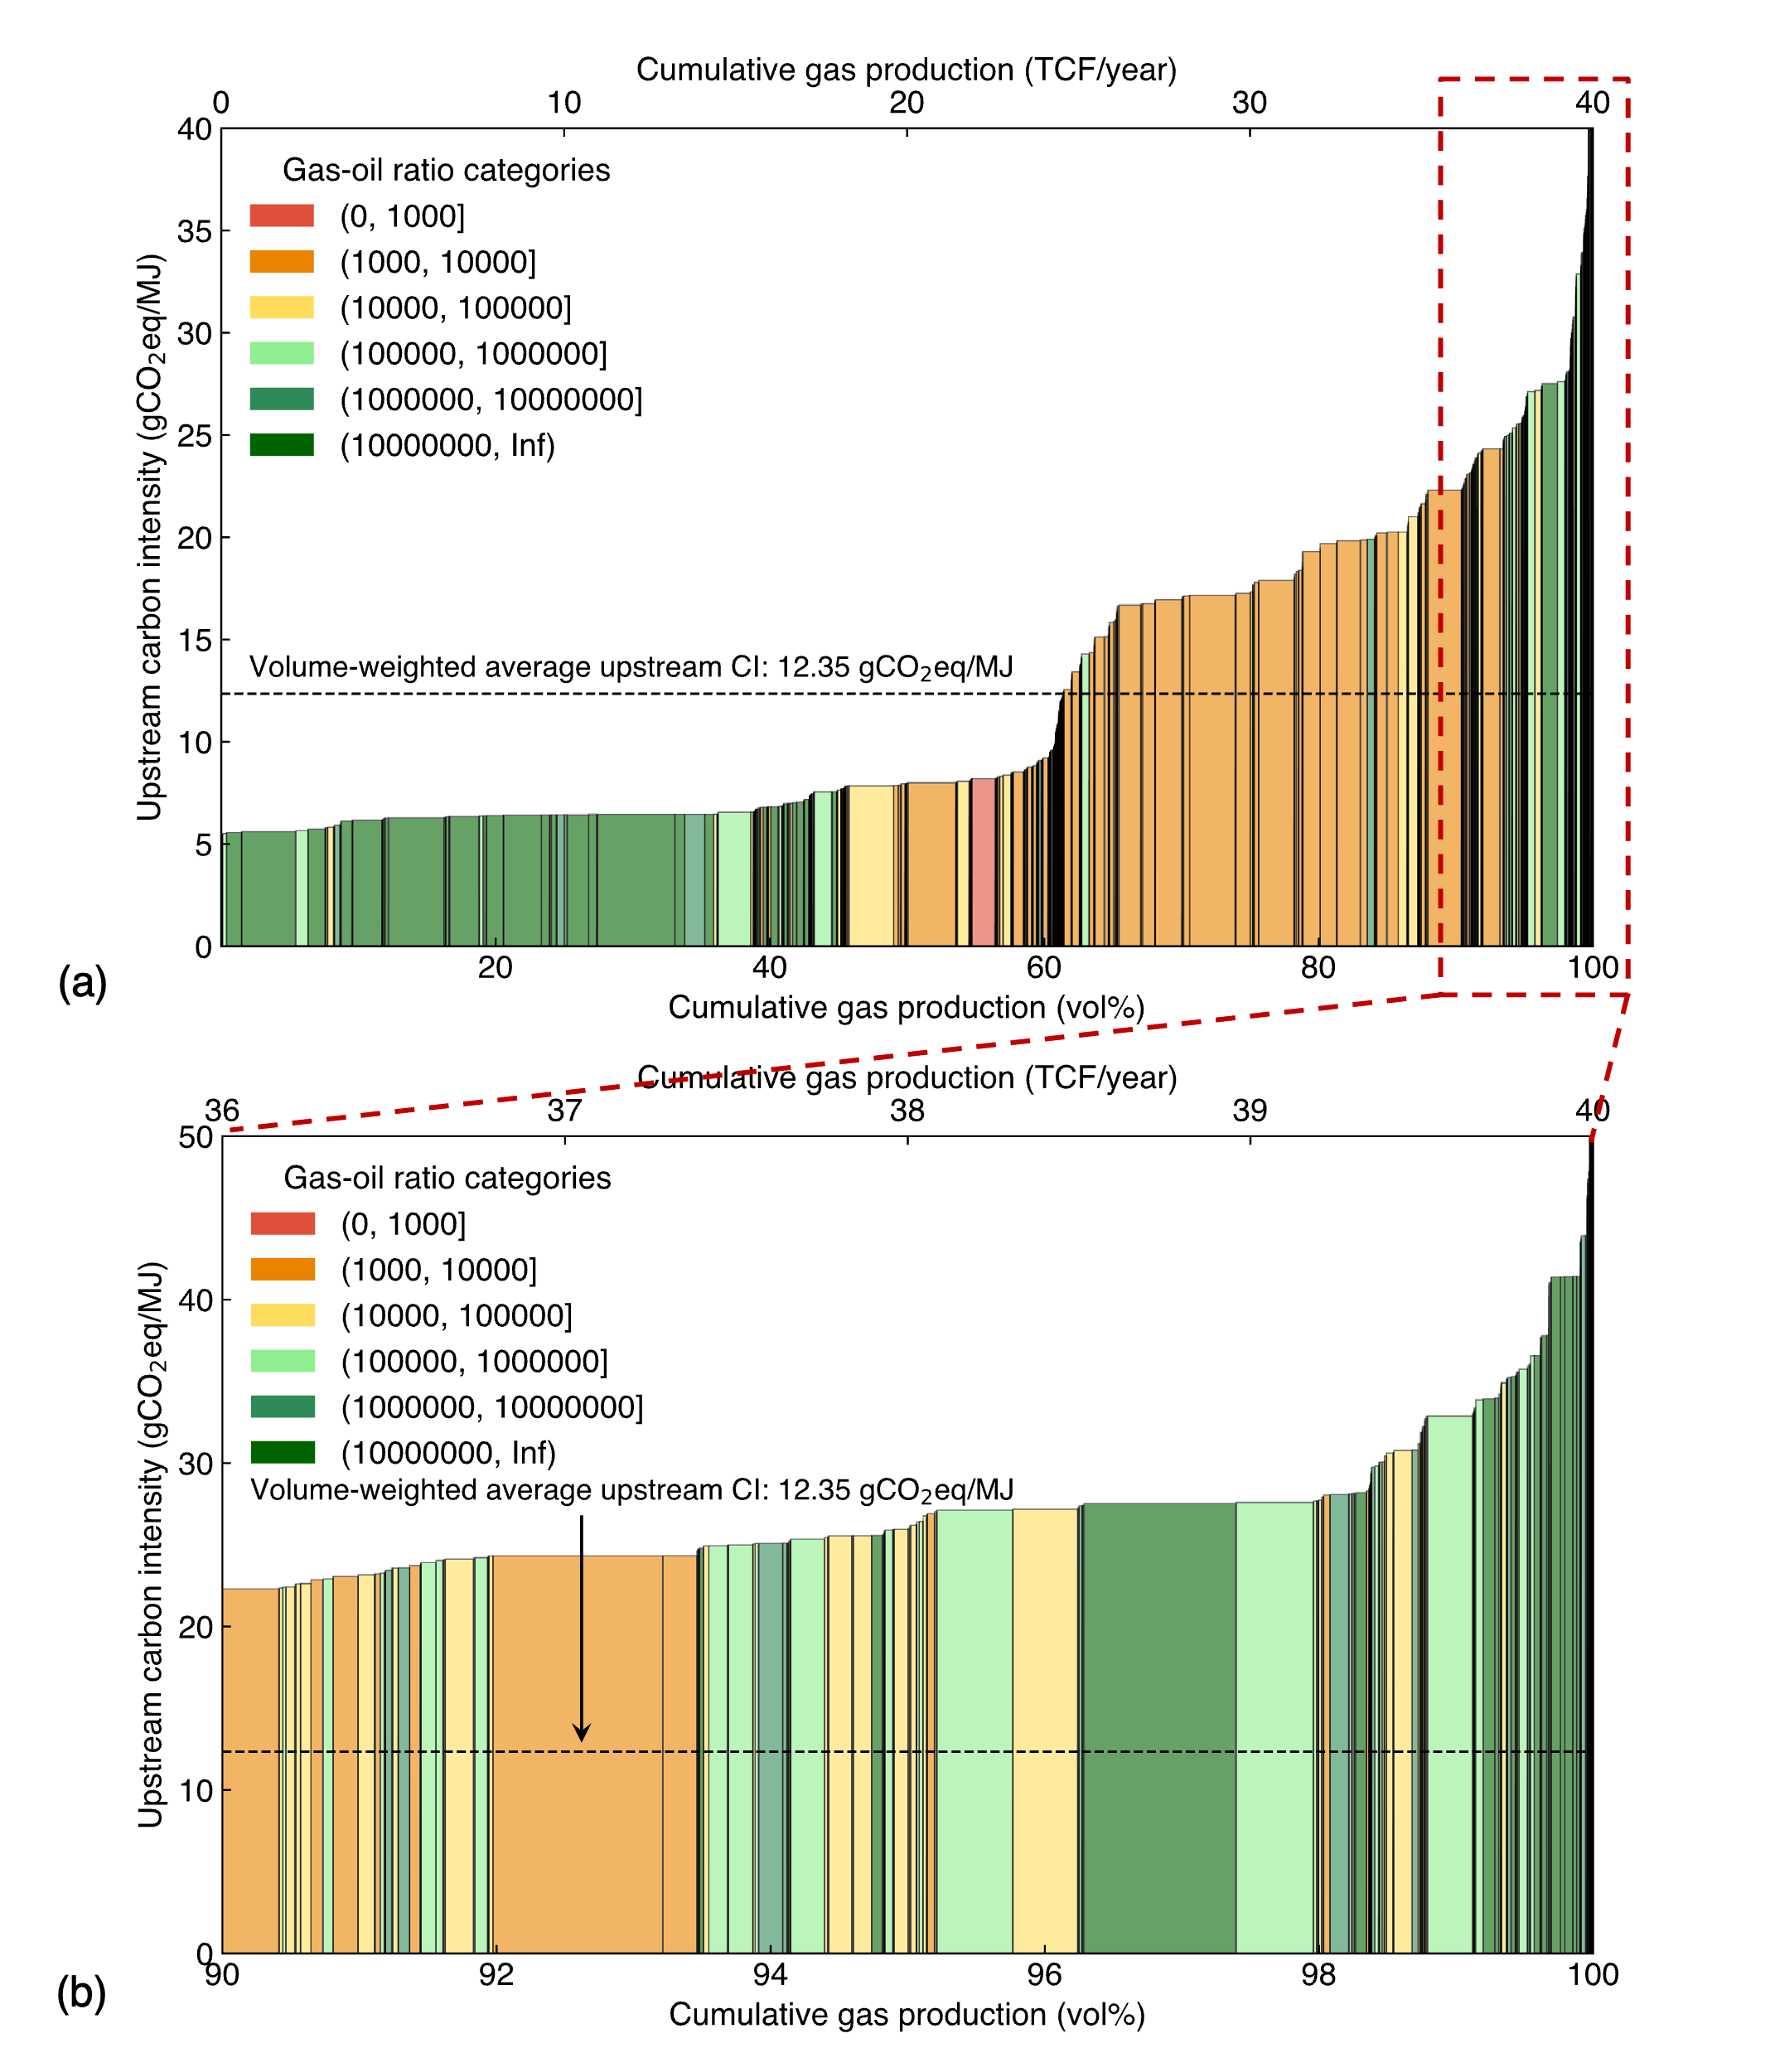 Cumulative gas production (TCF/year)
0 10 20 30 40
40
35
30
25
20
15
10
5
0
Upstream carbon intensity (gCO₂eq/MJ)
Gas-oil ratio categories
(0, 1000]
(1000, 10000]
(10000, 100000]
(100000, 1000000]
(1000000, 10000000]
(10000000, Inf)
Volume-weighted average upstream CI: 12.35 gCO₂eq/MJ
20 40 60 80 100
Cumulative gas production (vol%)
(a)
Cumulative gas production (TCF/year)
36 37 38 39 40
50
40
30
20
10
0
Upstream carbon intensity (gCO₂eq/MJ)
Gas-oil ratio categories
(0, 1000]
(1000, 10000]
(10000, 100000]
(100000, 1000000]
(1000000, 10000000]
(10000000, Inf)
Volume-weighted average upstream CI: 12.35 gCO₂eq/MJ
90 92 94 96 98 100
Cumulative gas production (vol%)
(b)